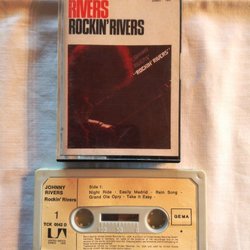 RIVERS
ROCKIN' RIVERS
JOHNNY
"ROCKIN' RIVERS"
JOHNNY
RIVERS
Rockin' Rivers
Side 1:
Night Ride - Easily Madrid - Rain Song -
Grand Ole Opry - Take It Easy
1
GEMA